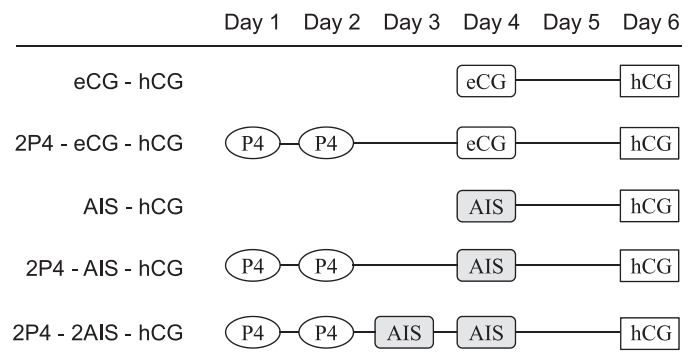 Day 1 Day 2 Day 3 Day 4 Day 5 Day 6
eCG - hCG eCG hCG
2P4 - eCG - hCG P4 P4 eCG hCG
AIS - hCG AIS hCG
2P4 - AIS - hCG P4 P4 AIS hCG
2P4 - 2AIS - hCG P4 P4 AIS AIS hCG